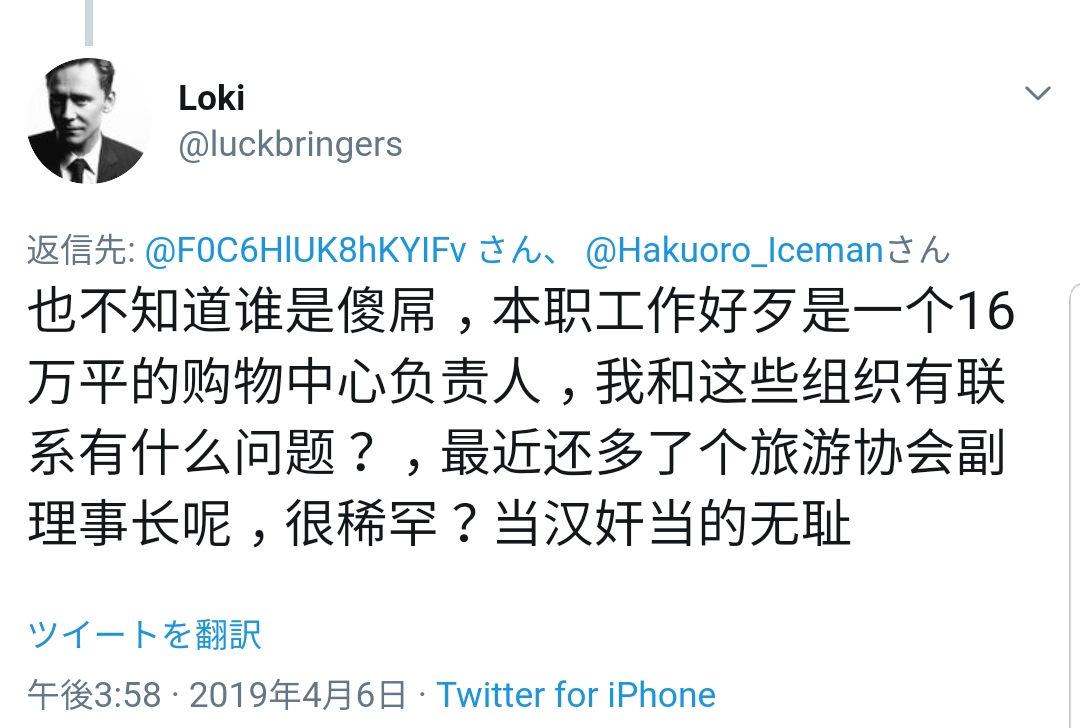 Loki
@luckbringers
返信先: @F0C6HlUK8hKYIFv さん、 @Hakuoro_Icemanさん
也不知道谁是傻屌，本职工作好歹是一个16
万平的购物中心负责人，我和这些组织有联
系有什么问题？，最近还多了个旅游协会副
理事长呢，很稀罕？当汉奸当的无耻
ツイートを翻訳
午後3:58 · 2019年4月6日 · Twitter for iPhone